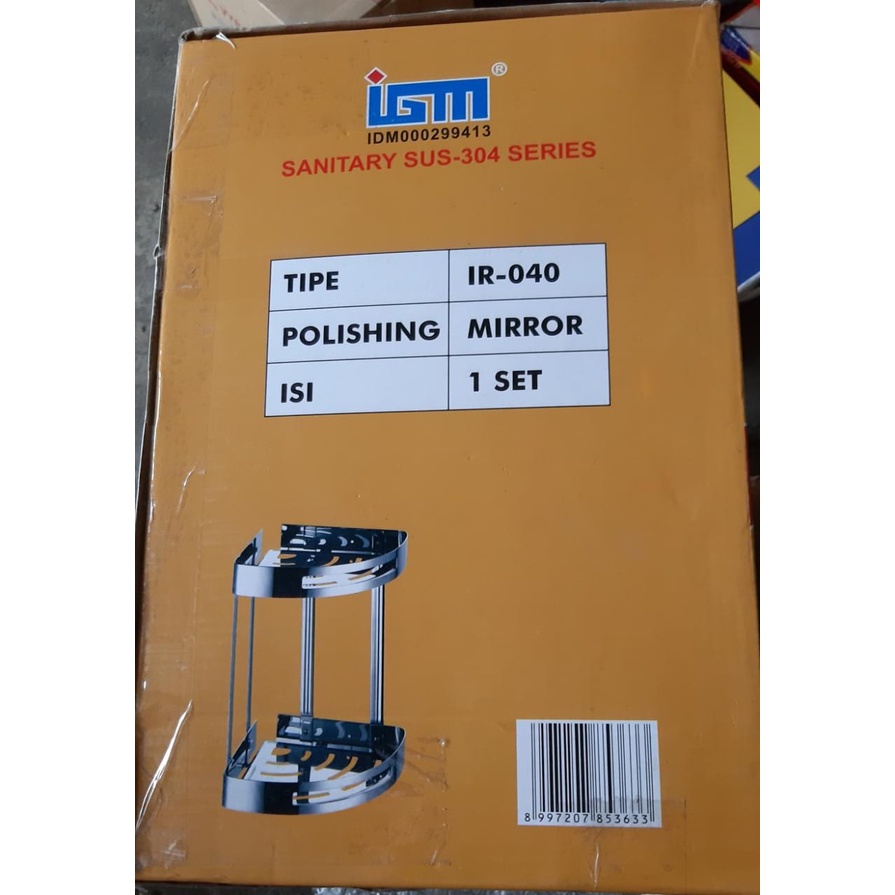 IGM®
IDM000299413
SANITARY SUS-304 SERIES
TIPE IR-040
POLISHING MIRROR
ISI 1 SET
8 997207 853633